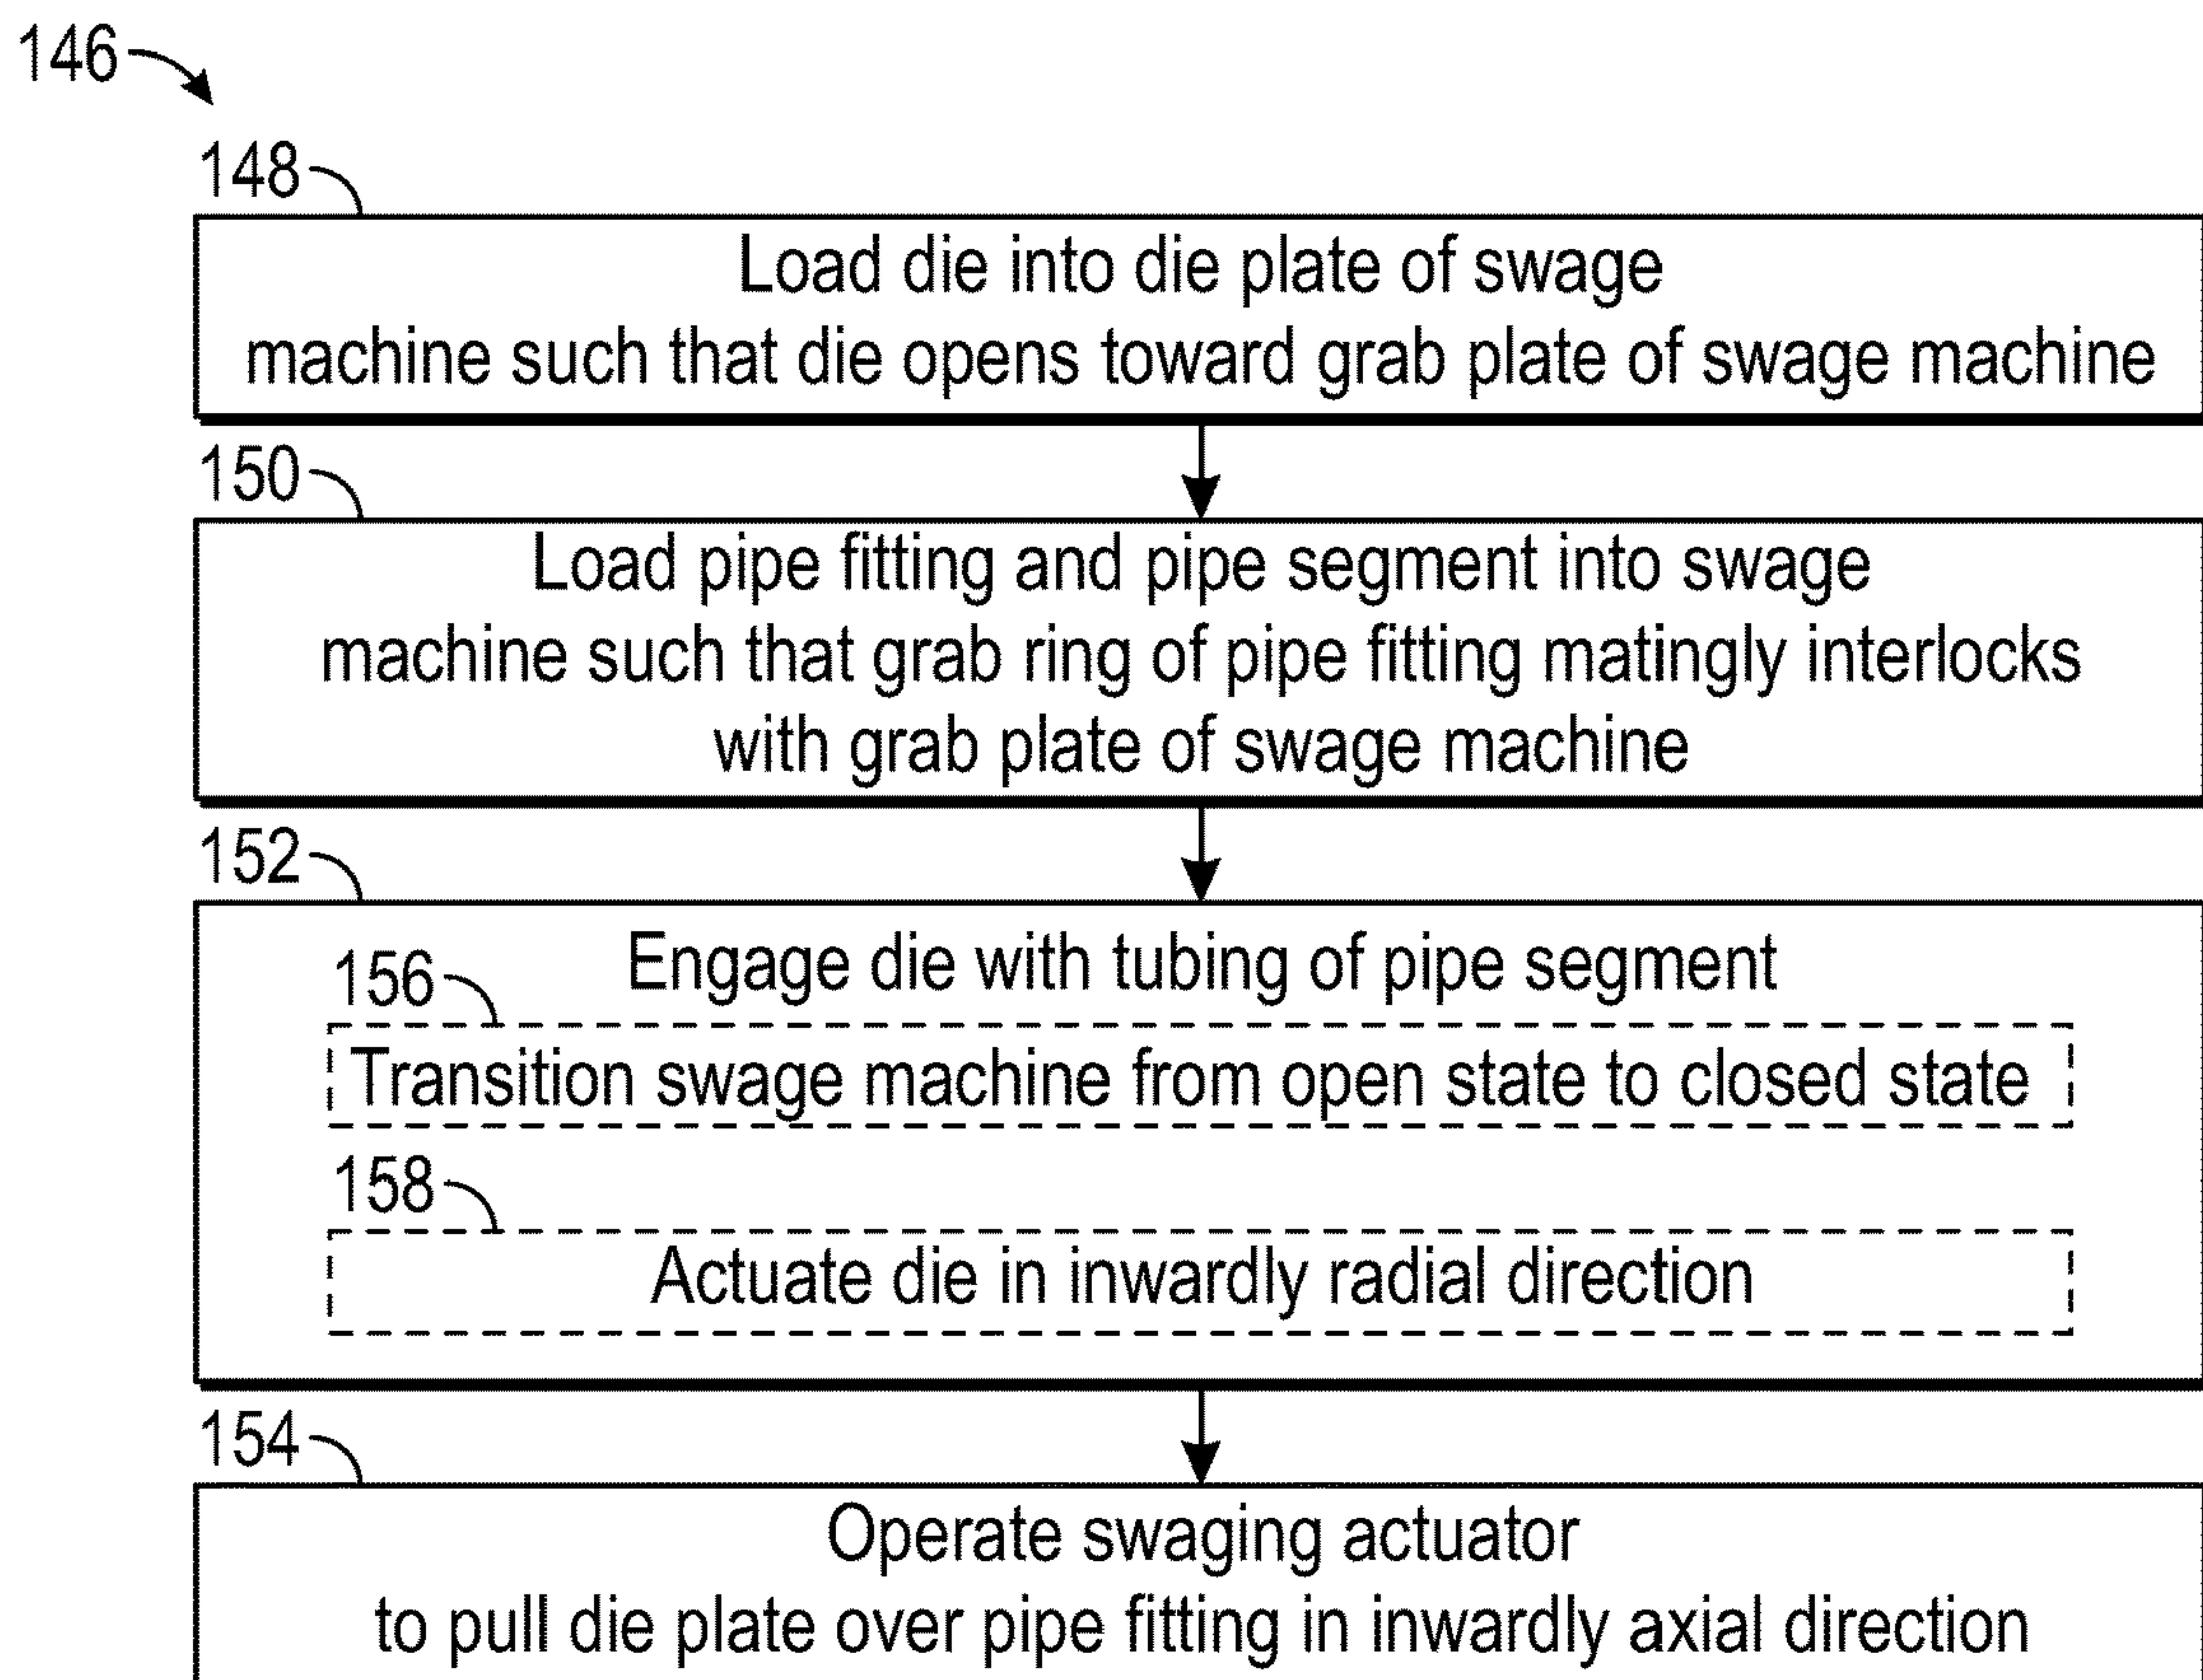 146
148
Load die into die plate of swage
machine such that die opens toward grab plate of swage machine
150
Load pipe fitting and pipe segment into swage
machine such that grab ring of pipe fitting matingly interlocks
with grab plate of swage machine
152
Engage die with tubing of pipe segment
156
Transition swage machine from open state to closed state
158
Actuate die in inwardly radial direction
154
Operate swaging actuator
to pull die plate over pipe fitting in inwardly axial direction